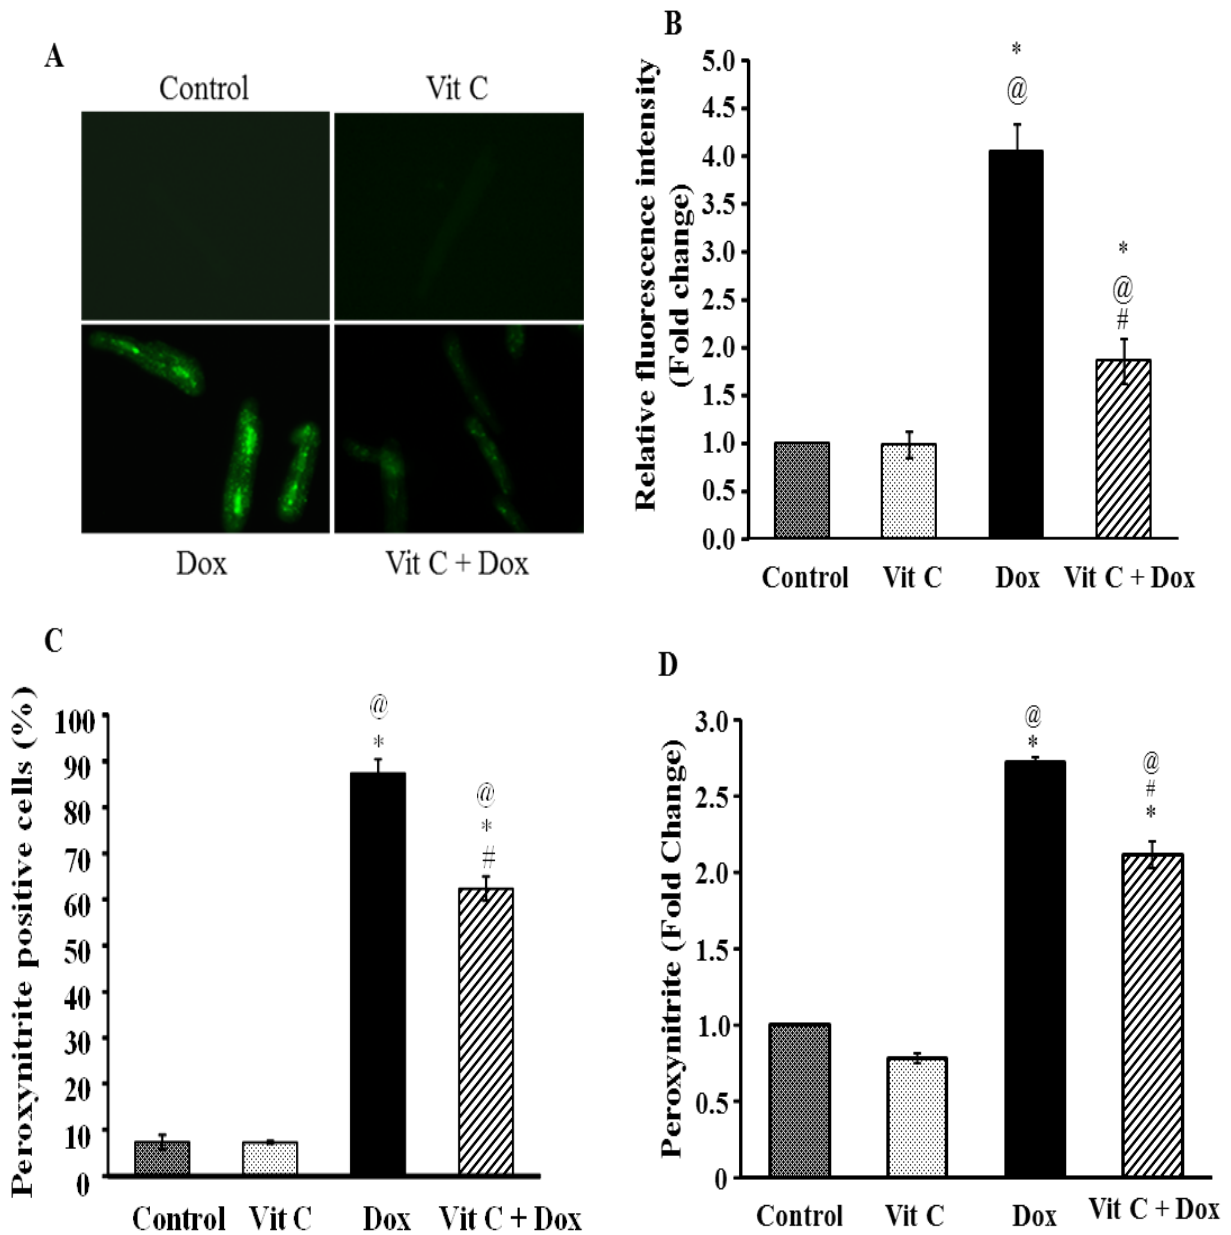 A
Control
Vit C
Dox
Vit C + Dox
B
Relative fluorescence intensity
(Fold change)
5.0
4.5
4.0
3.5
3.0
2.5
2.0
1.5
1.0
0.5
0.0
*
@
*
@
#
Control
Vit C
Dox
Vit C + Dox
C
Peroxynitrite positive cells (%)
100
90
80
70
60
50
40
30
20
10
0
@
*
@
*
#
Control
Vit C
Dox
Vit C + Dox
D
Peroxynitrite (Fold Change)
3.0
2.5
2.0
1.5
1.0
0.5
0
@
*
@
#
*
Control
Vit C
Dox
Vit C + Dox